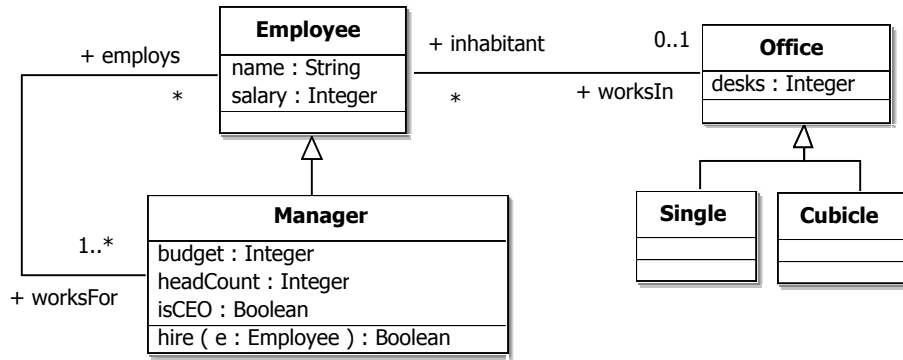 Employee
name : String
salary : Integer
+ employs
*
+ inhabitant
*
0..1
+ worksIn
Office
desks : Integer
Single
Cubicle
Manager
budget : Integer
headCount : Integer
isCEO : Boolean
hire ( e : Employee ) : Boolean
1..*
+ worksFor